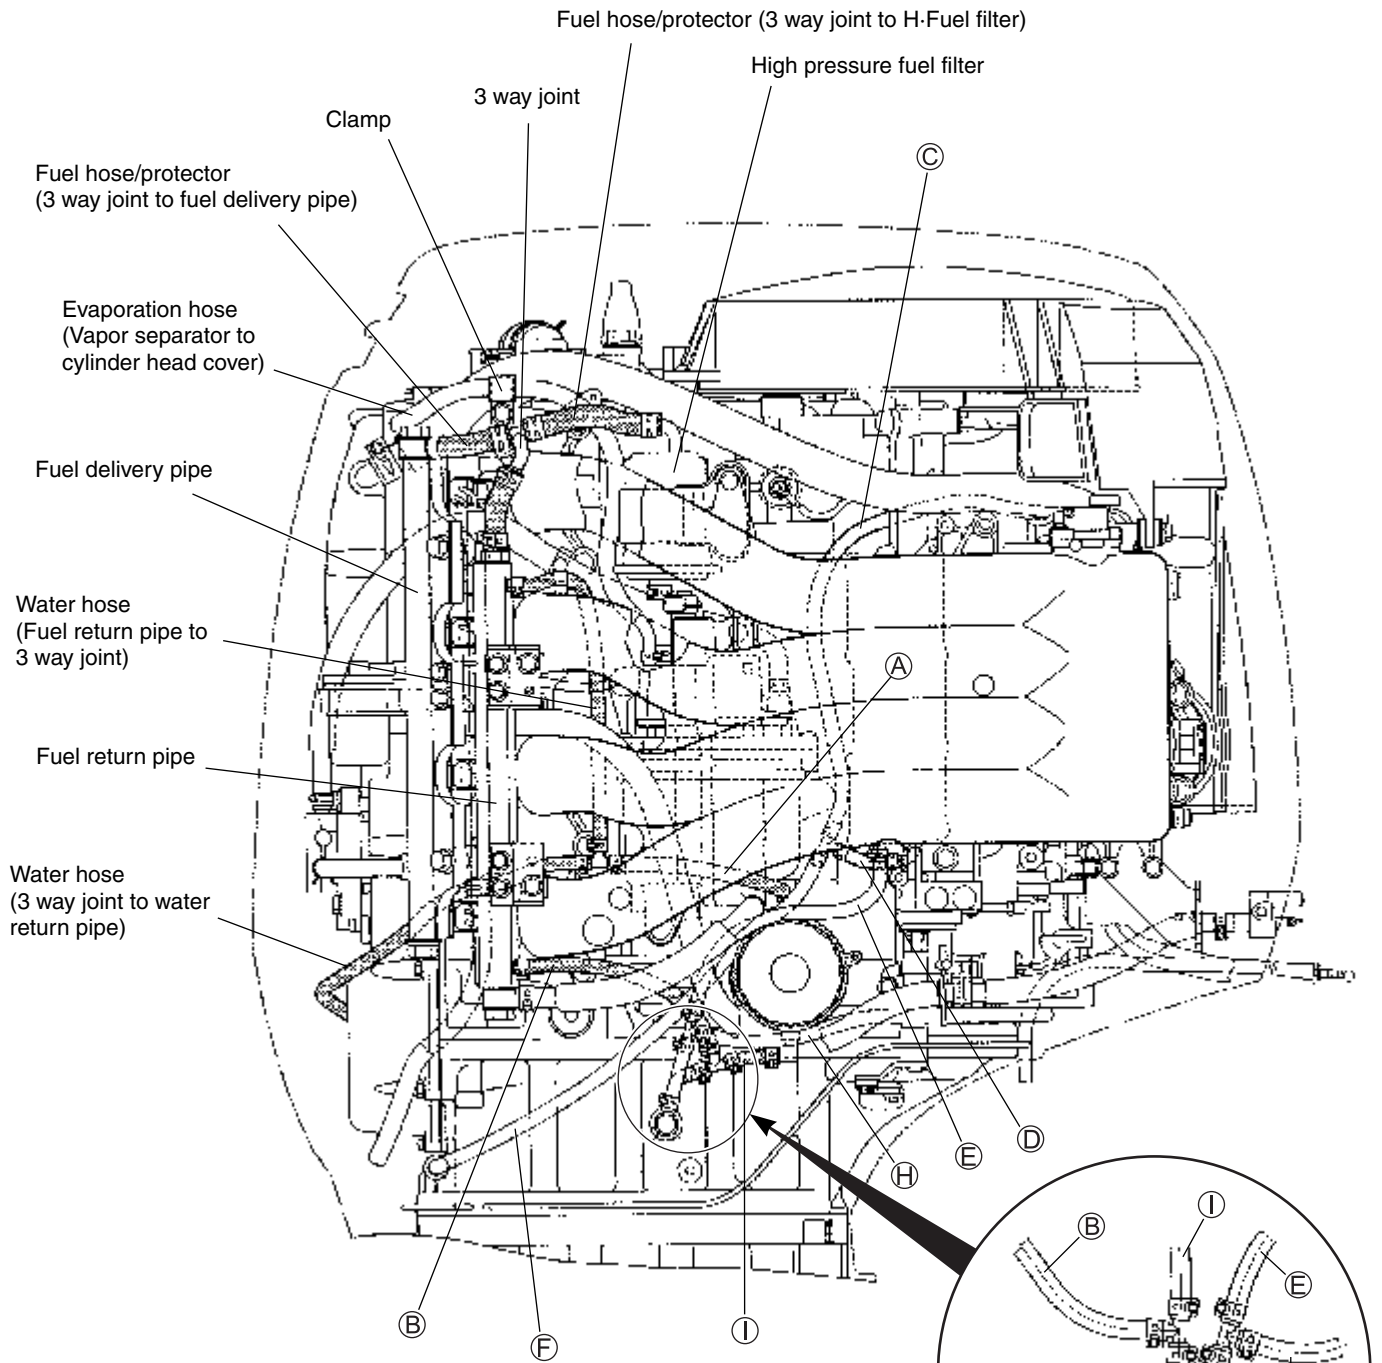 Fuel hose/protector (3 way joint to H·Fuel filter)
High pressure fuel filter
3 way joint
Clamp
Ⓒ
Fuel hose/protector
(3 way joint to fuel delivery pipe)
Evaporation hose
(Vapor separator to
cylinder head cover)
Fuel delivery pipe
Water hose
(Fuel return pipe to
3 way joint)
Ⓐ
Fuel return pipe
Water hose
(3 way joint to water
return pipe)
Ⓓ
Ⓔ
Ⓗ
Ⓑ
Ⓕ
Ⓘ
Ⓑ
Ⓘ
Ⓔ